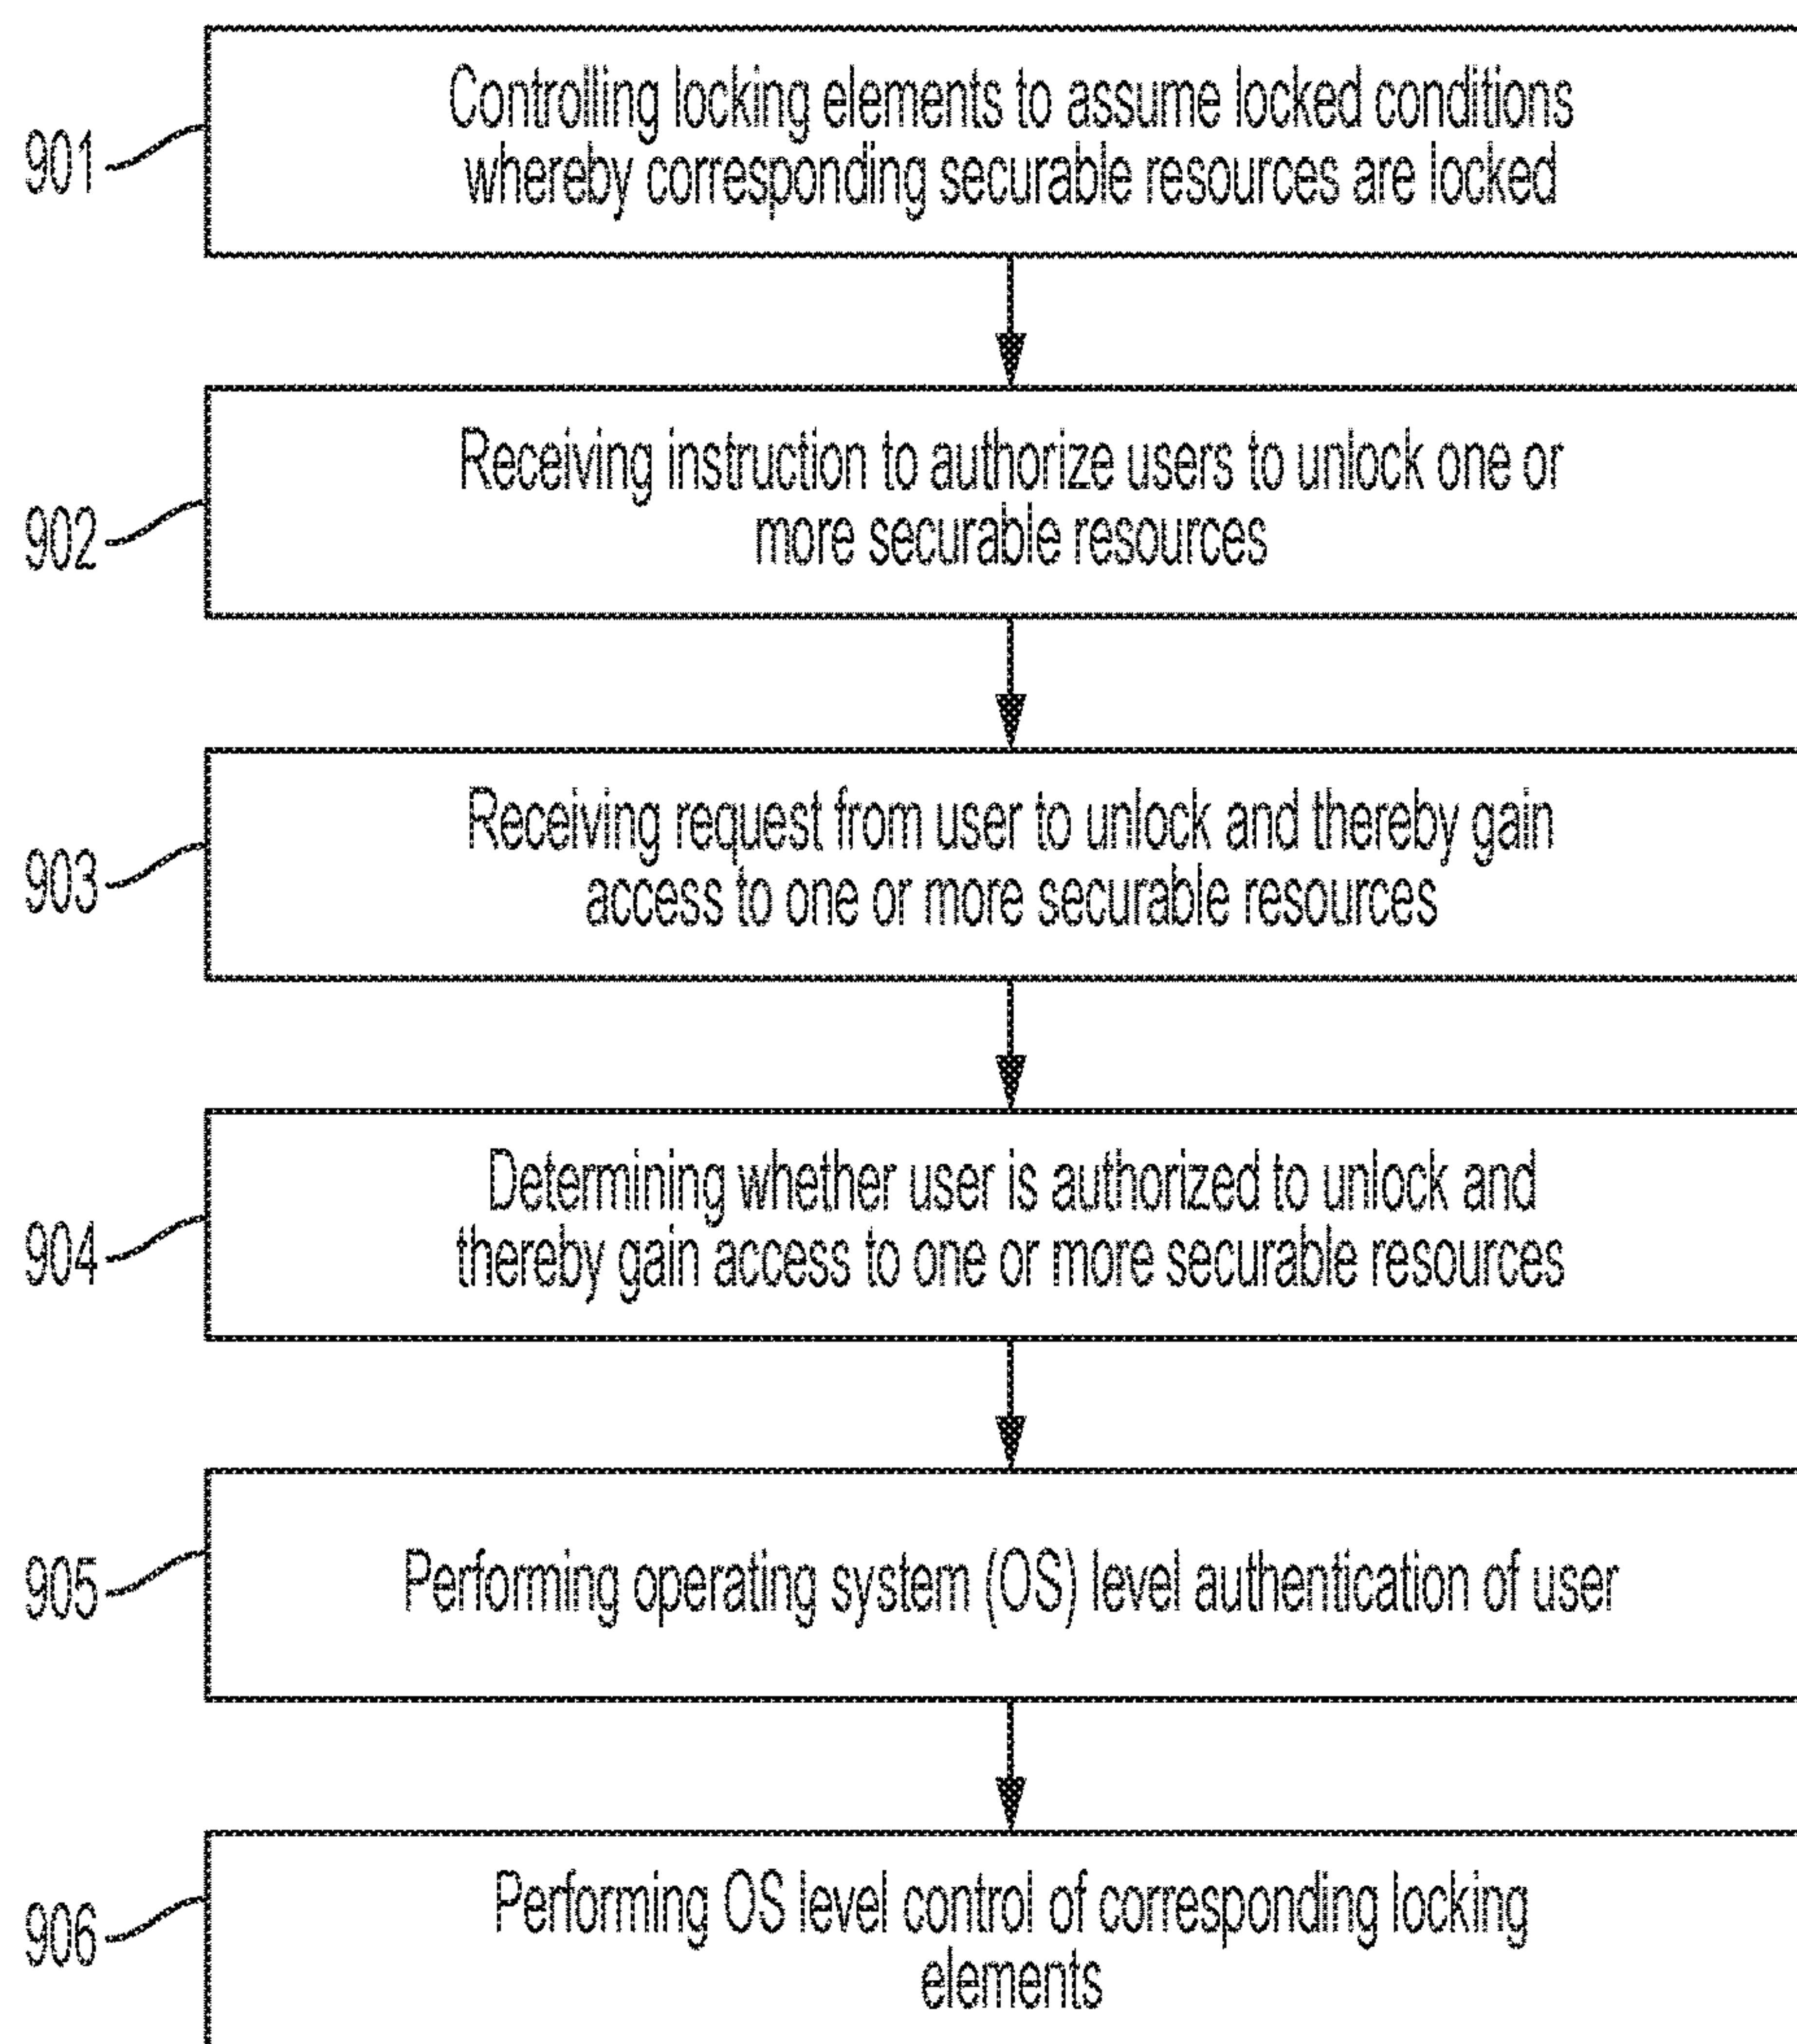 901
Controlling locking elements to assume locked conditions
whereby corresponding securable resources are locked
902
Receiving instruction to authorize users to unlock one or
more securable resources
903
Receiving request from user to unlock and thereby gain
access to one or more securable resources
904
Determining whether user is authorized to unlock and
thereby gain access to one or more securable resources
905
Performing operating system (OS) level authentication of user
906
Performing OS level control of corresponding locking
elements